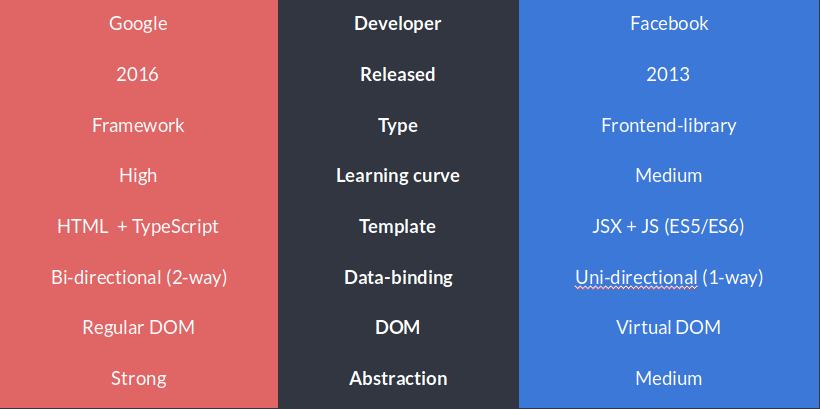 Google Developer Facebook
2016 Released 2013
Framework Type Frontend-library
High Learning curve Medium
HTML + TypeScript Template JSX + JS (ES5/ES6)
Bi-directional (2-way) Data-binding Uni-directional (1-way)
Regular DOM DOM Virtual DOM
Strong Abstraction Medium